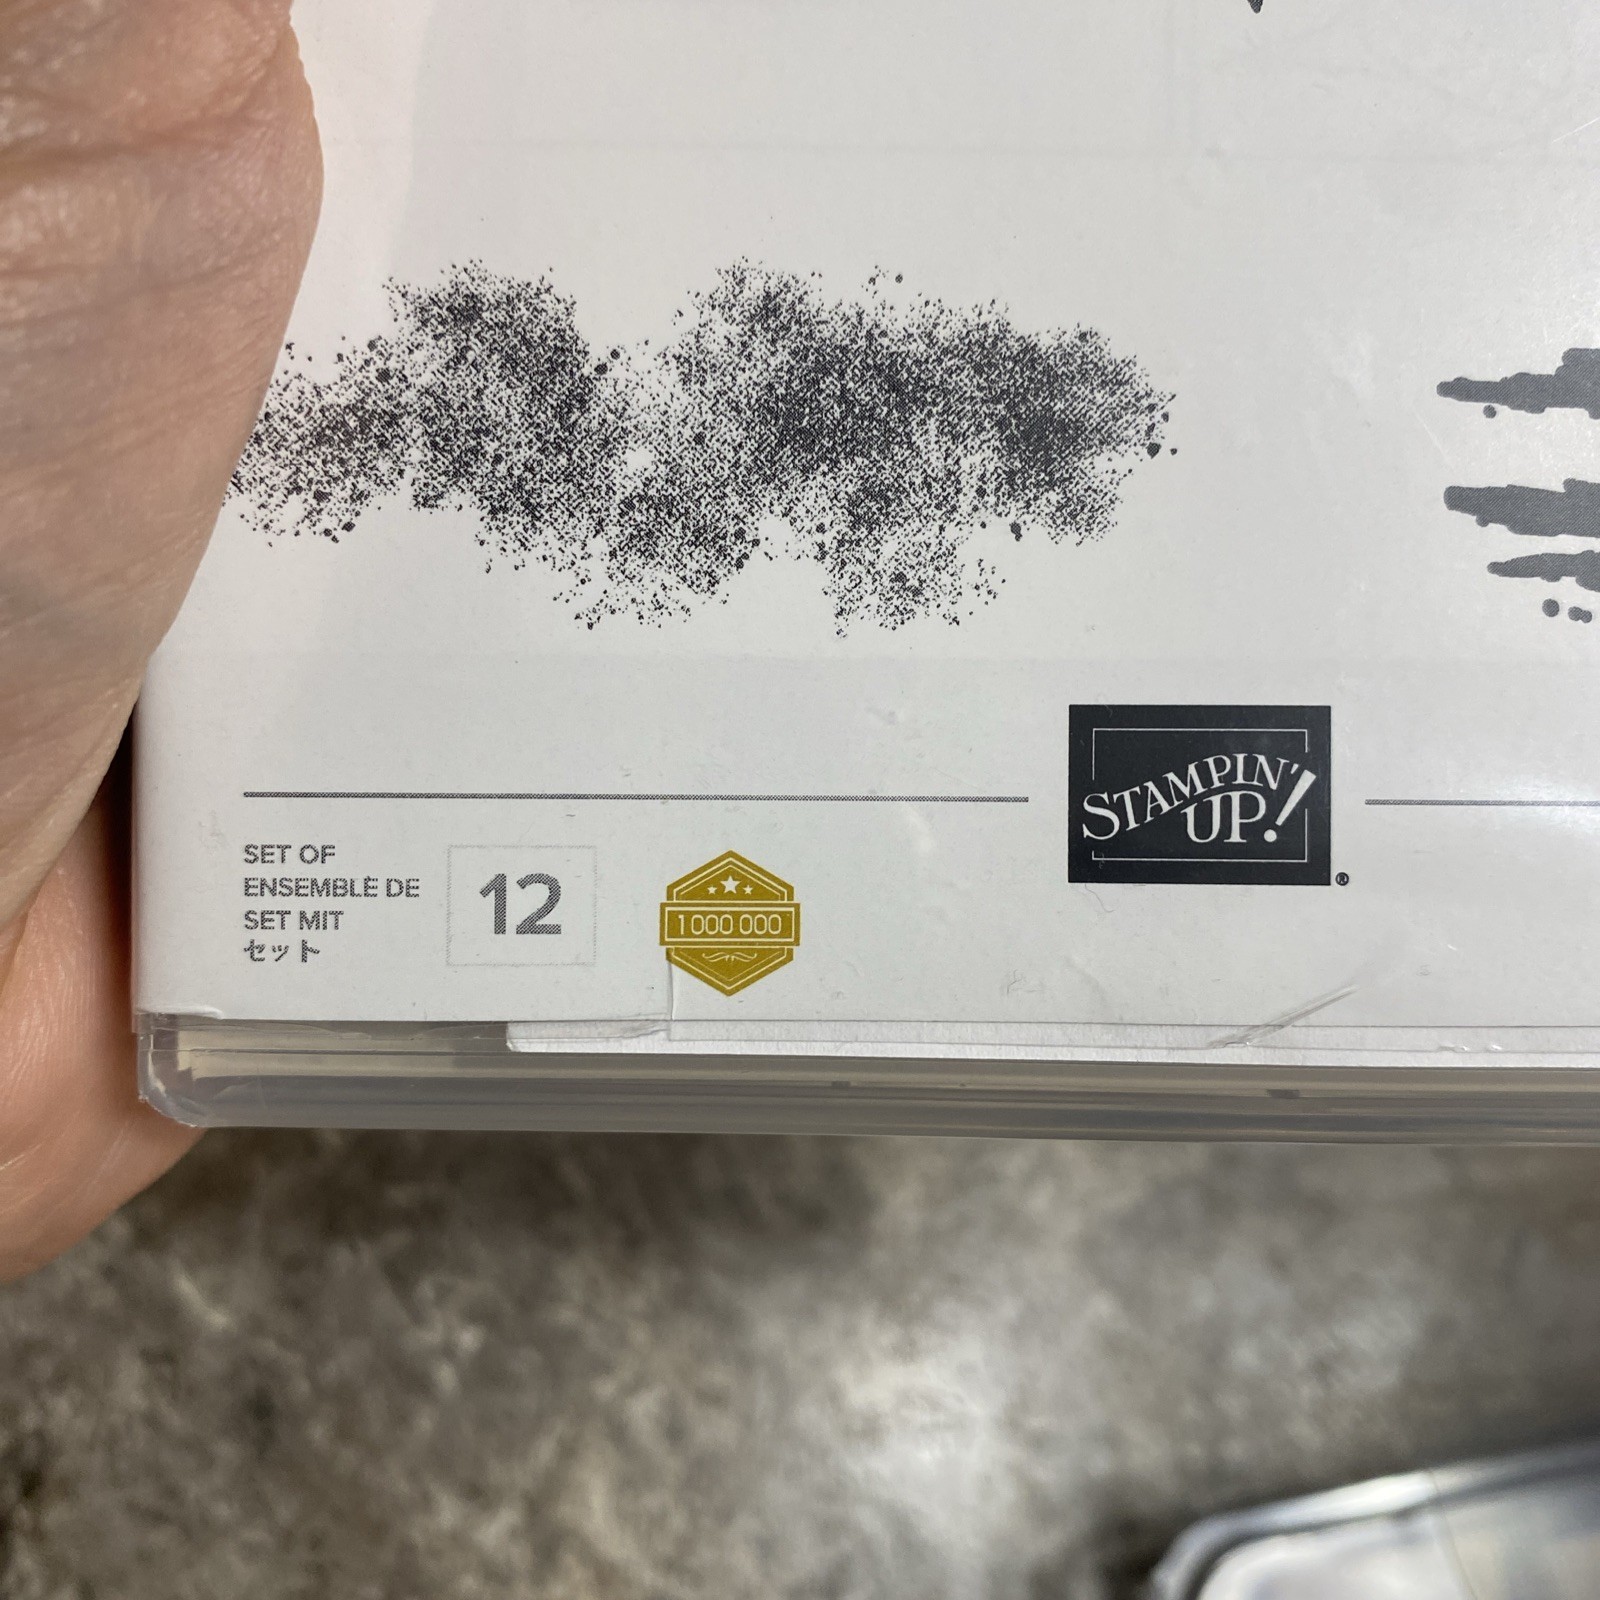 STAMPIN'
UP!
®
SET OF
ENSEMBLE DE
SET MIT
セット
12
1 000 000